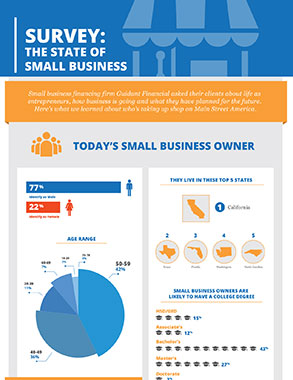 SURVEY:
THE STATE OF
SMALL BUSINESS
Small business financing firm Guidant Financial asked their clients about life as
entrepreneurs, how business is going and what they have planned for the future.
Here's what we learned about who's taking up shop on Main Street America.
TODAY'S SMALL BUSINESS OWNER
77%
Identify as Male
22%
Identify as Female
AGE RANGE
50-59
42%
40-49
THEY LIVE IN THESE TOP 5 STATES
1 California
2
3
4
5
Texas
Florida
Washington
North Carolina
SMALL BUSINESS OWNERS ARE
LIKELY TO HAVE A COLLEGE DEGREE
HSD/GED
15%
Associate's
12%
Bachelor's
43%
Master's
27%
Doctorate